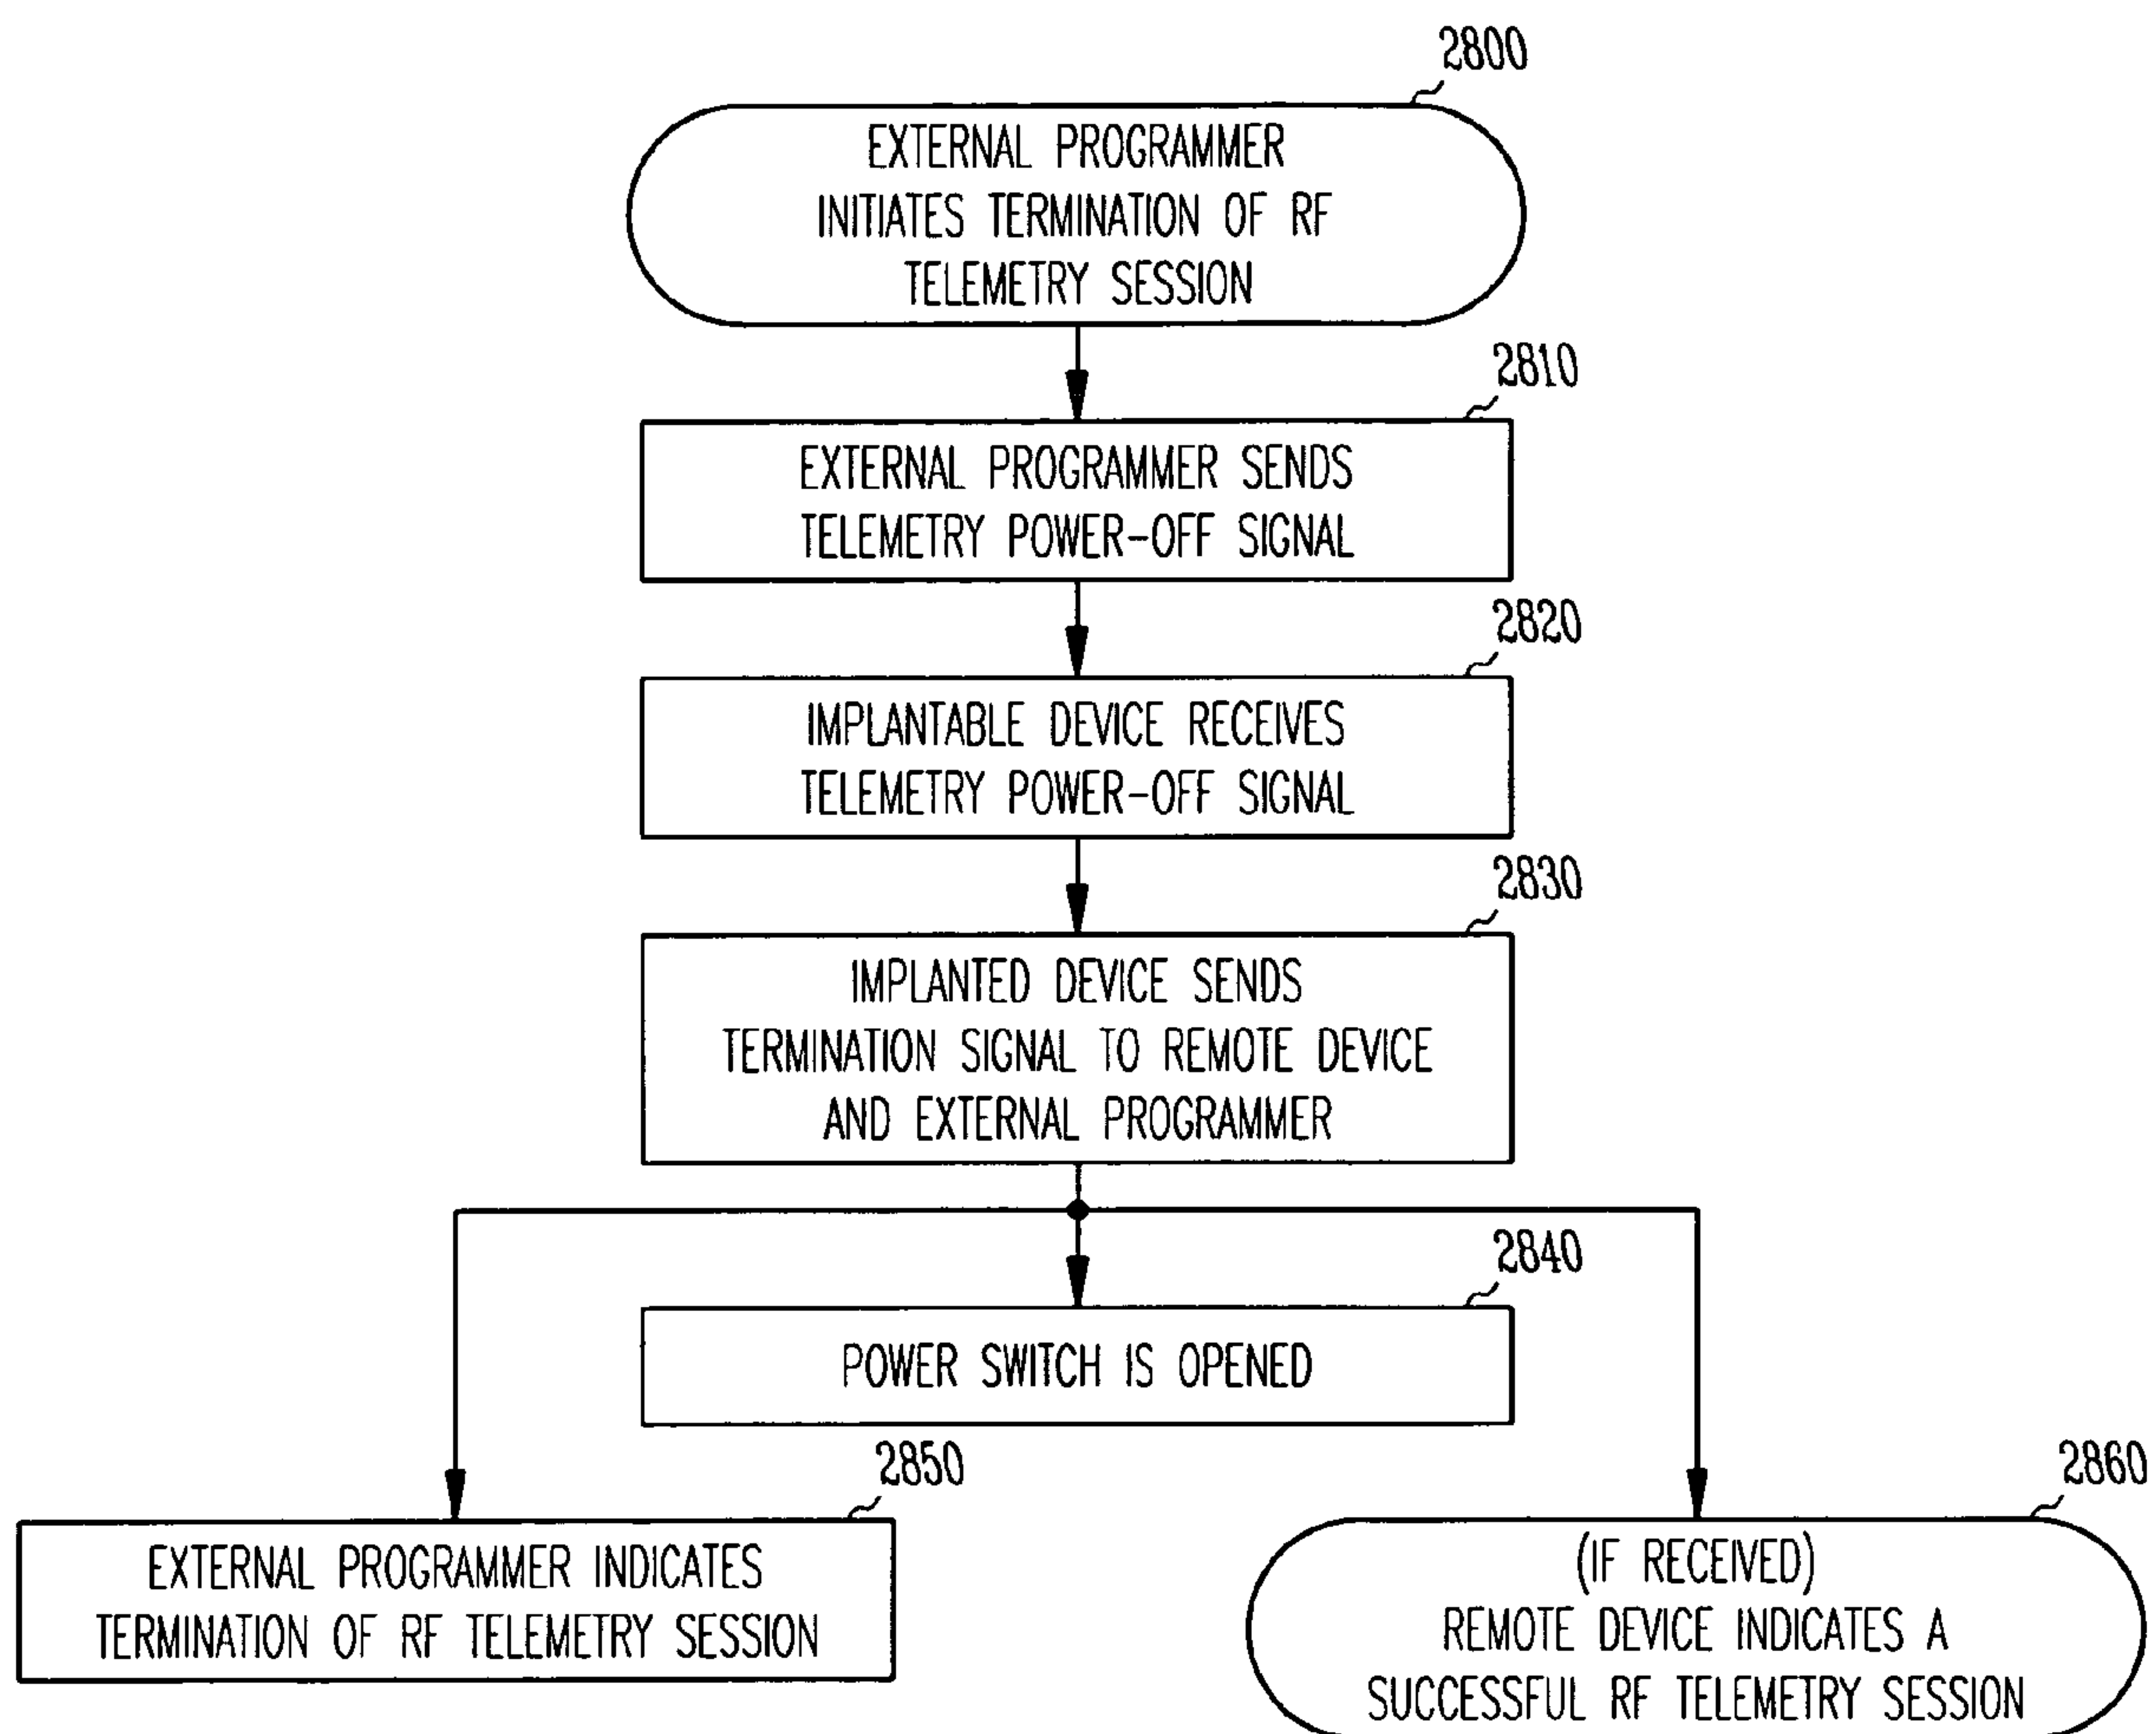 2800
EXTERNAL PROGRAMMER
INITIATES TERMINATION OF RF
TELEMETRY SESSION
2810
EXTERNAL PROGRAMMER SENDS
TELEMETRY POWER-OFF SIGNAL
2820
IMPLANTABLE DEVICE RECEIVES
TELEMETRY POWER-OFF SIGNAL
2830
IMPLANTED DEVICE SENDS
TERMINATION SIGNAL TO REMOTE DEVICE
AND EXTERNAL PROGRAMMER
2840
POWER SWITCH IS OPENED
2850
EXTERNAL PROGRAMMER INDICATES
TERMINATION OF RF TELEMETRY SESSION
2860
(IF RECEIVED)
REMOTE DEVICE INDICATES A
SUCCESSFUL RF TELEMETRY SESSION